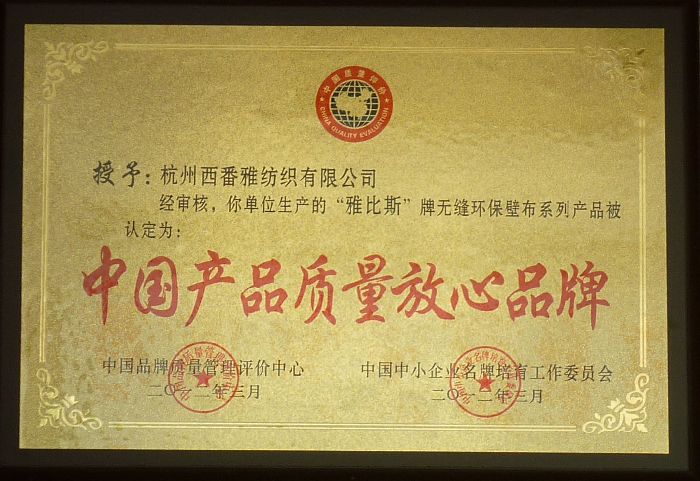 中国质量评价
CHINA QUALITY EVALUATION
授予：杭州西番雅纺织有限公司
经审核，你单位生产的“雅比斯”牌无缝环保壁布系列产品被
认定为：
中国产品质量放心品牌
中国品牌质量管理评价中心
二〇一二年三月
中国中小企业名牌培育工作委员会
二〇一二年三月